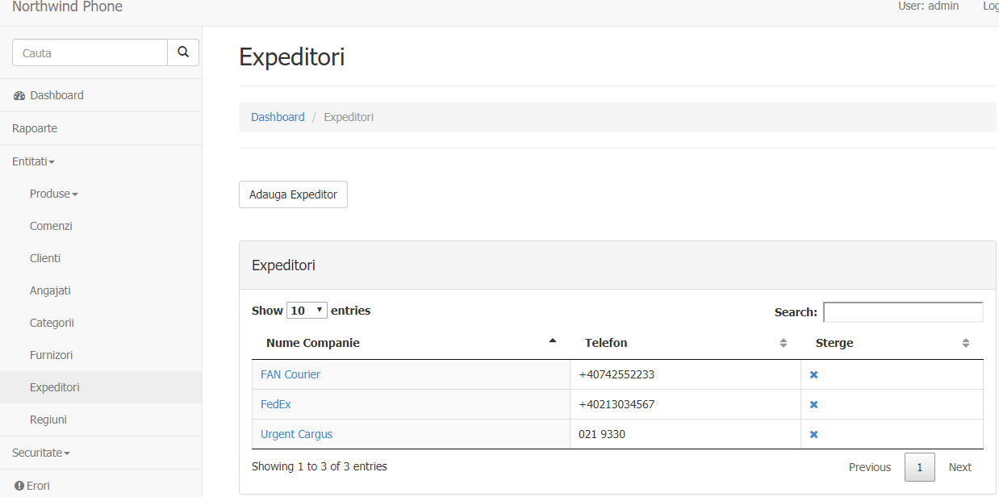 Northwind Phone
User: admin
Log
Cauta
Dashboard
Rapoarte
Entitati
Produse
Comenzi
Clienti
Angajati
Categorii
Furnizori
Expeditori
Regiuni
Securitate
Erori
Expeditori
Dashboard / Expeditori
Adauga Expeditor
Expeditori
Show 10 entries
Search:
Nume Companie Telefon Sterge
FAN Courier +40742552233
FedEx +40213034567
Urgent Cargus 021 9330
Showing 1 to 3 of 3 entries
Previous 1 Next